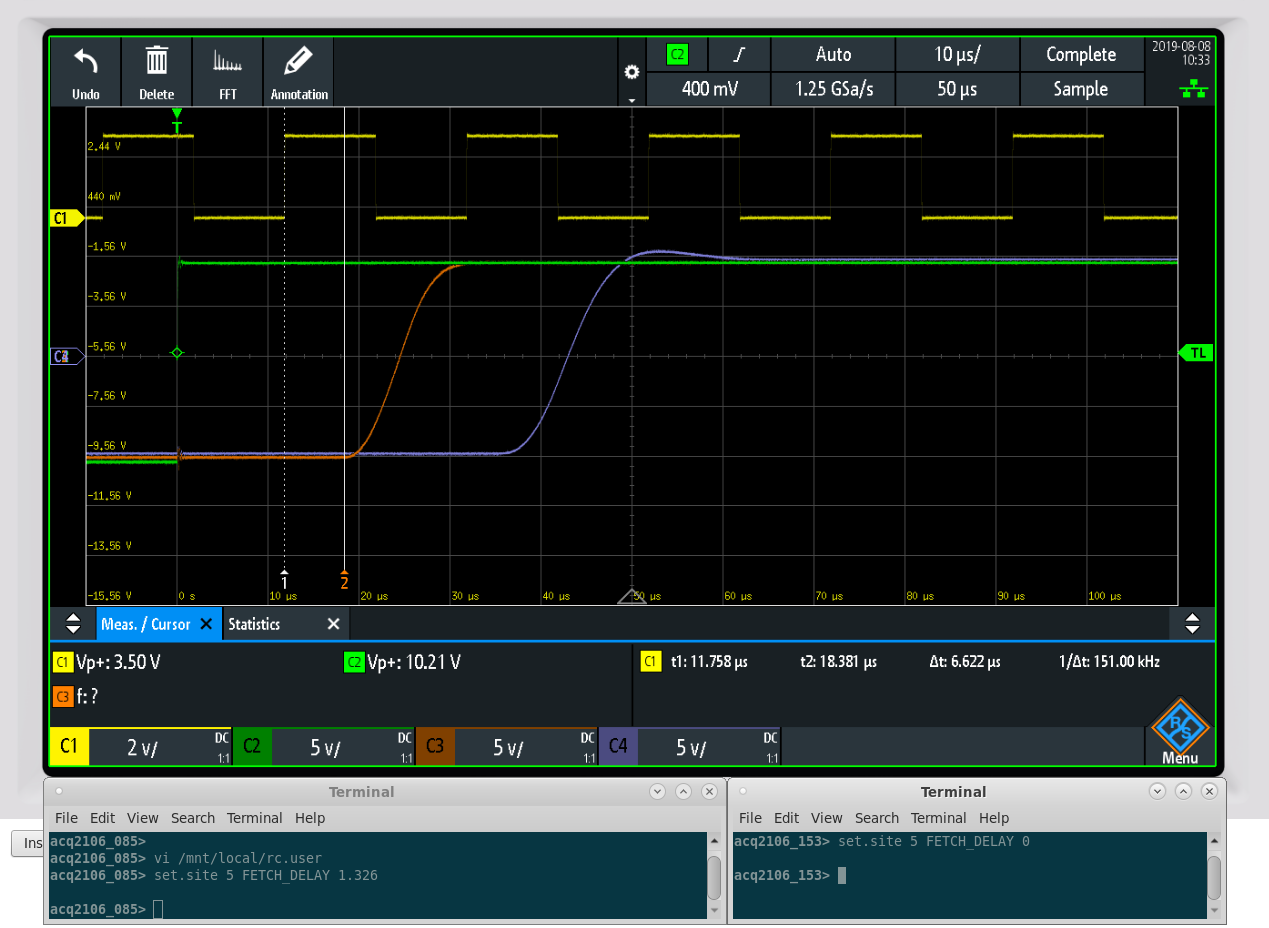 C2 Auto 10 µs/ Complete 2019-08-08
10:33
Undo Delete FFT Annotation
400 mV 1.25 GSa/s 50 µs Sample
T
2.44 V
440 mV
C1
-1.56 V
-3.56 V
-5.56 V
TL
-7.56 V
-9.56 V
-11.56 V
-13.56 V
1 2
-15.56 V 0 s 10 µs 20 µs 30 µs 40 µs 50 µs 60 µs 70 µs 80 µs 90 µs 100 µs
Meas. / Cursor Statistics
C1 Vp+: 3.50 V C2 Vp+: 10.21 V C1 t1: 11.758 µs t2: 18.381 µs Δt: 6.622 µs 1/Δt: 151.00 kHz
C3 f: ?
C1 2 V/ DC 1:1 C2 5 V/ DC 1:1 C3 5 V/ DC 1:1 C4 5 V/ DC 1:1
R S
Menu
Terminal
File Edit View Search Terminal Help
Ins
acq2106_085>
acq2106_085> vi /mnt/local/rc.user
acq2106_085> set.site 5 FETCH_DELAY 1.326
acq2106_085>
Terminal
File Edit View Search Terminal Help
acq2106_153> set.site 5 FETCH_DELAY 0
acq2106_153>